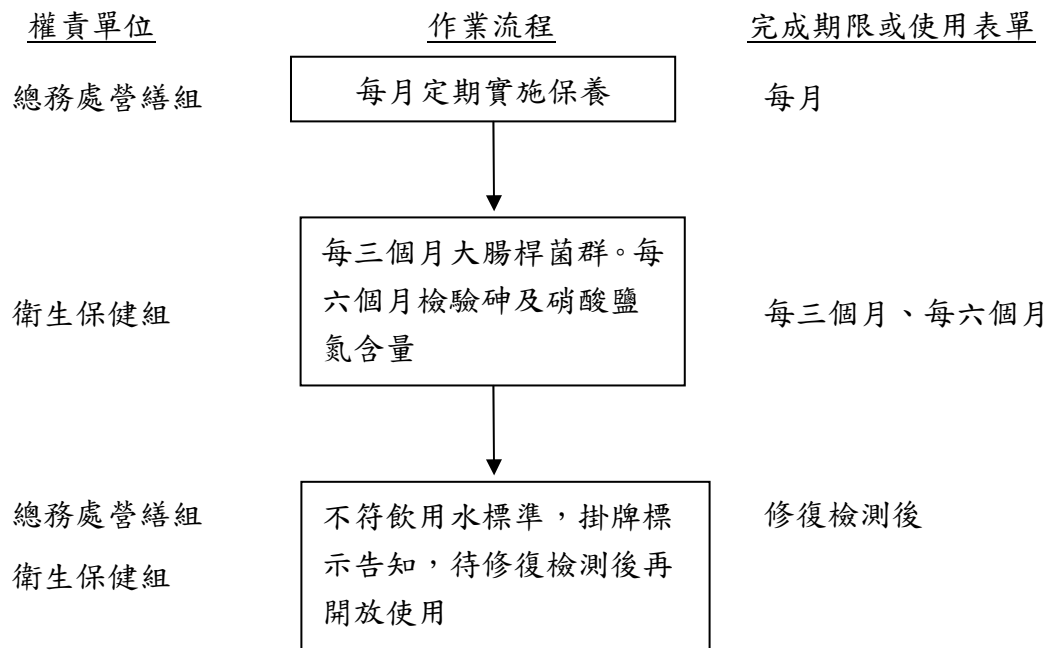 權責單位 作業流程 完成期限或使用表單
總務處營繕組 每月定期實施保養 每月
每三個月大腸桿菌群。每
六個月檢驗砷及硝酸鹽
氮含量
衛生保健組 每三個月、每六個月
總務處營繕組 不符飲用水標準，掛牌標 修復檢測後
示告知，待修復檢測後再
衛生保健組
開放使用